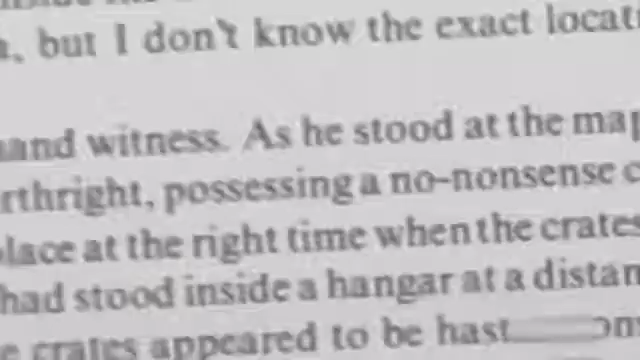 , but I don't know the exact locat
and witness. As he stood at the map
rthright, possessing a no-nonsense c
lace at the right time when the crates
had stood inside a hangar at a distan
e crates appeared to be hast